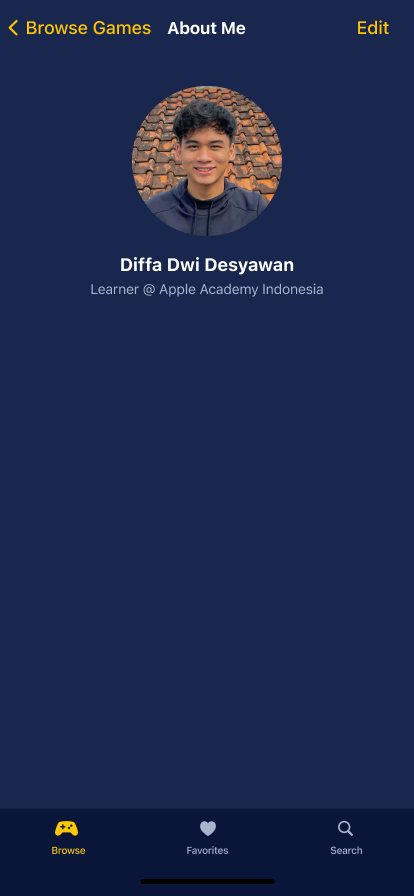 Browse Games About Me Edit
Diffa Dwi Desyawan
Learner @ Apple Academy Indonesia
Browse Favorites Search